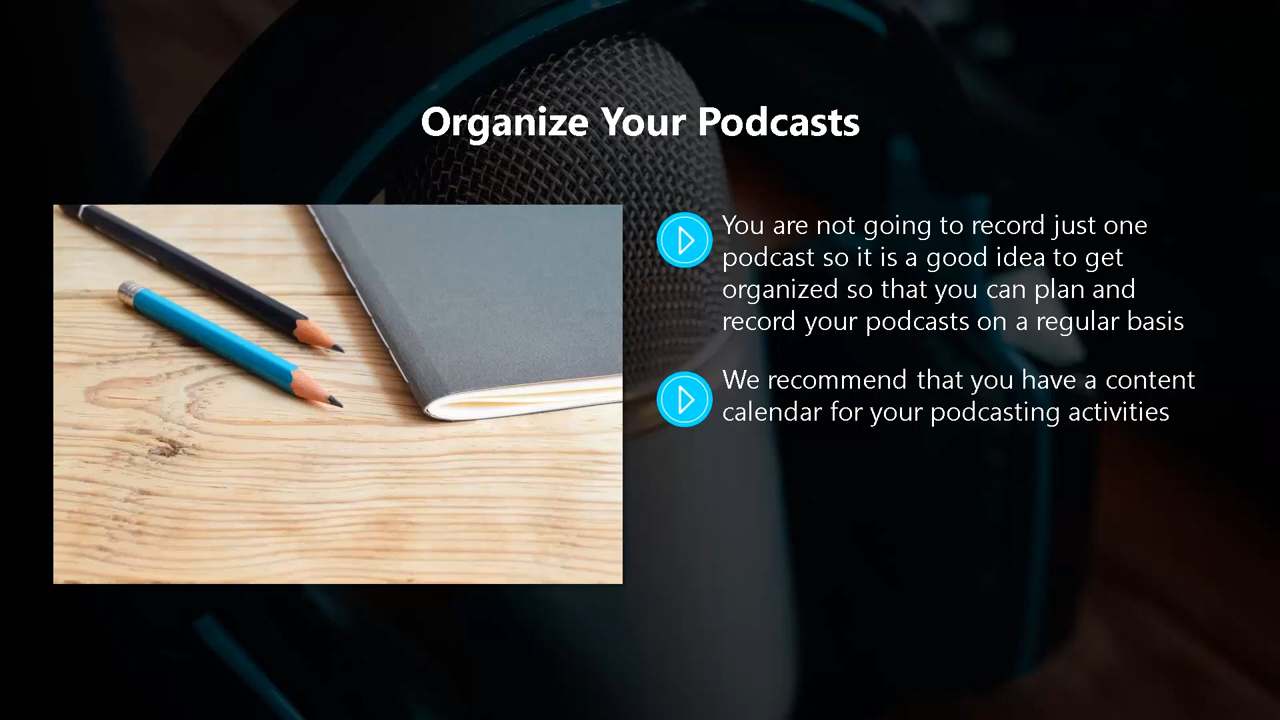 Organize Your Podcasts
You are not going to record just one
podcast so it is a good idea to get
organized so that you can plan and
record your podcasts on a regular basis
We recommend that you have a content
calendar for your podcasting activities